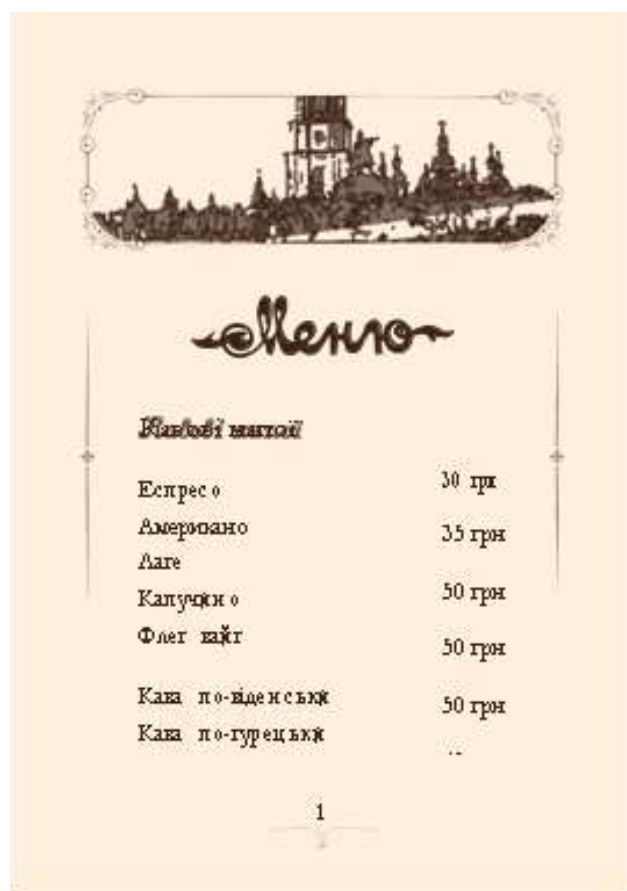 Меню
Кавові напої
Еспресо 30 грн
Американо 35 грн
Лате
Капучино 50 грн
Флет вайт 50 грн
Кава по-віденськи 50 грн
Кава по-турецьки
1